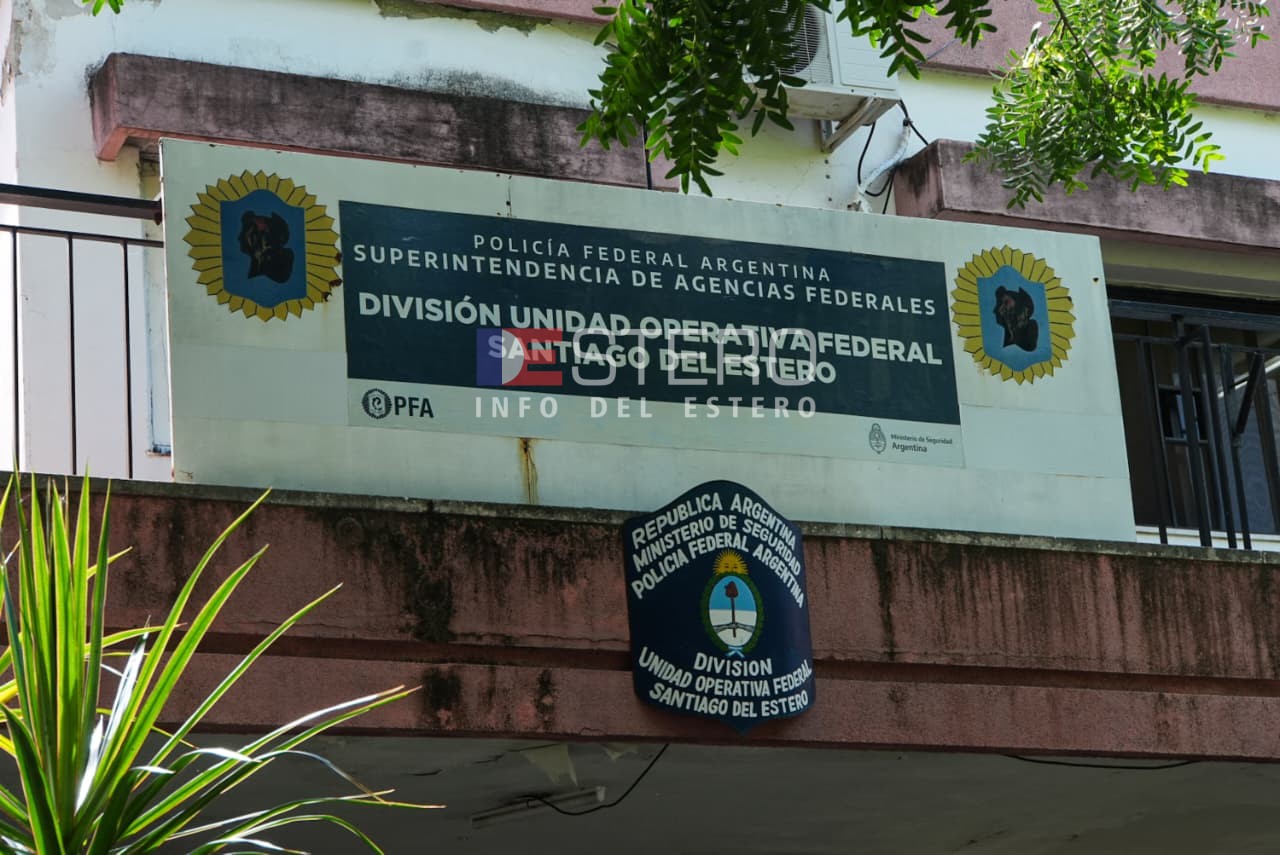 POLICÍA FEDERAL ARGENTINA
SUPERINTENDENCIA DE AGENCIAS FEDERALES
DIVISIÓN UNIDAD OPERATIVA FEDERAL
SANTIAGO DEL ESTERO
ESTERO
INFO DEL ESTERO
PFA
Ministerio de Seguridad
Argentina
REPUBLICA ARGENTINA
MINISTERIO DE SEGURIDAD
POLICIA FEDERAL ARGENTINA
DIVISION
UNIDAD OPERATIVA FEDERAL
SANTIAGO DEL ESTERO